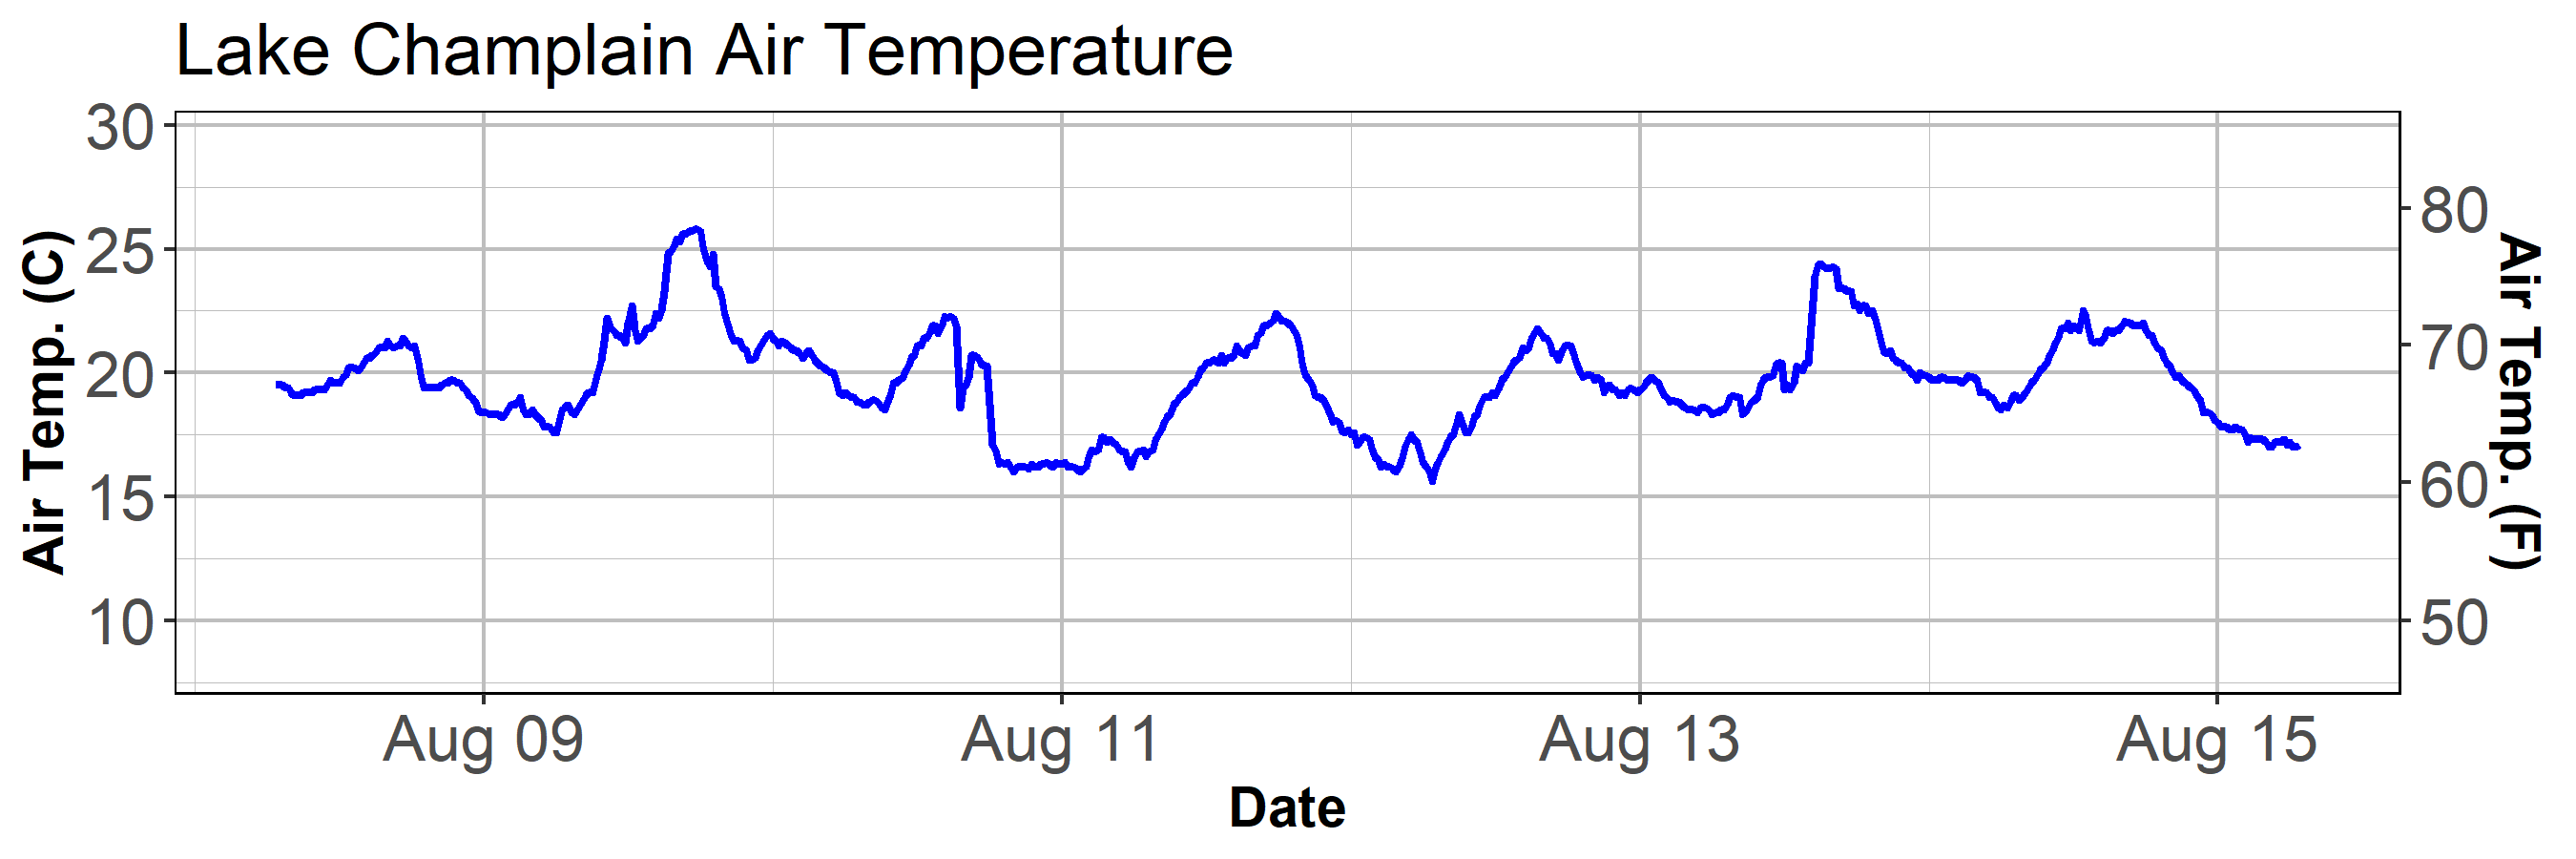 Lake Champlain Air Temperature
Air Temp. (C)
30
25
20
15
10
80
70
60
50
Air Temp. (F)
Aug 09
Aug 11
Aug 13
Aug 15
Date